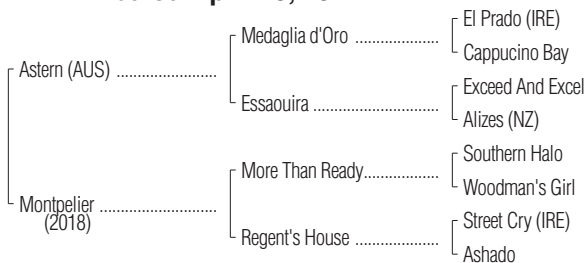 El Prado (IRE)
Medaglia d'Oro
Cappucino Bay
Astern (AUS)
Exceed And Excel
Essaouira
Alizes (NZ)
Southern Halo
More Than Ready
Woodman's Girl
Montpelier
(2018)
Street Cry (IRE)
Regent's House
Ashado